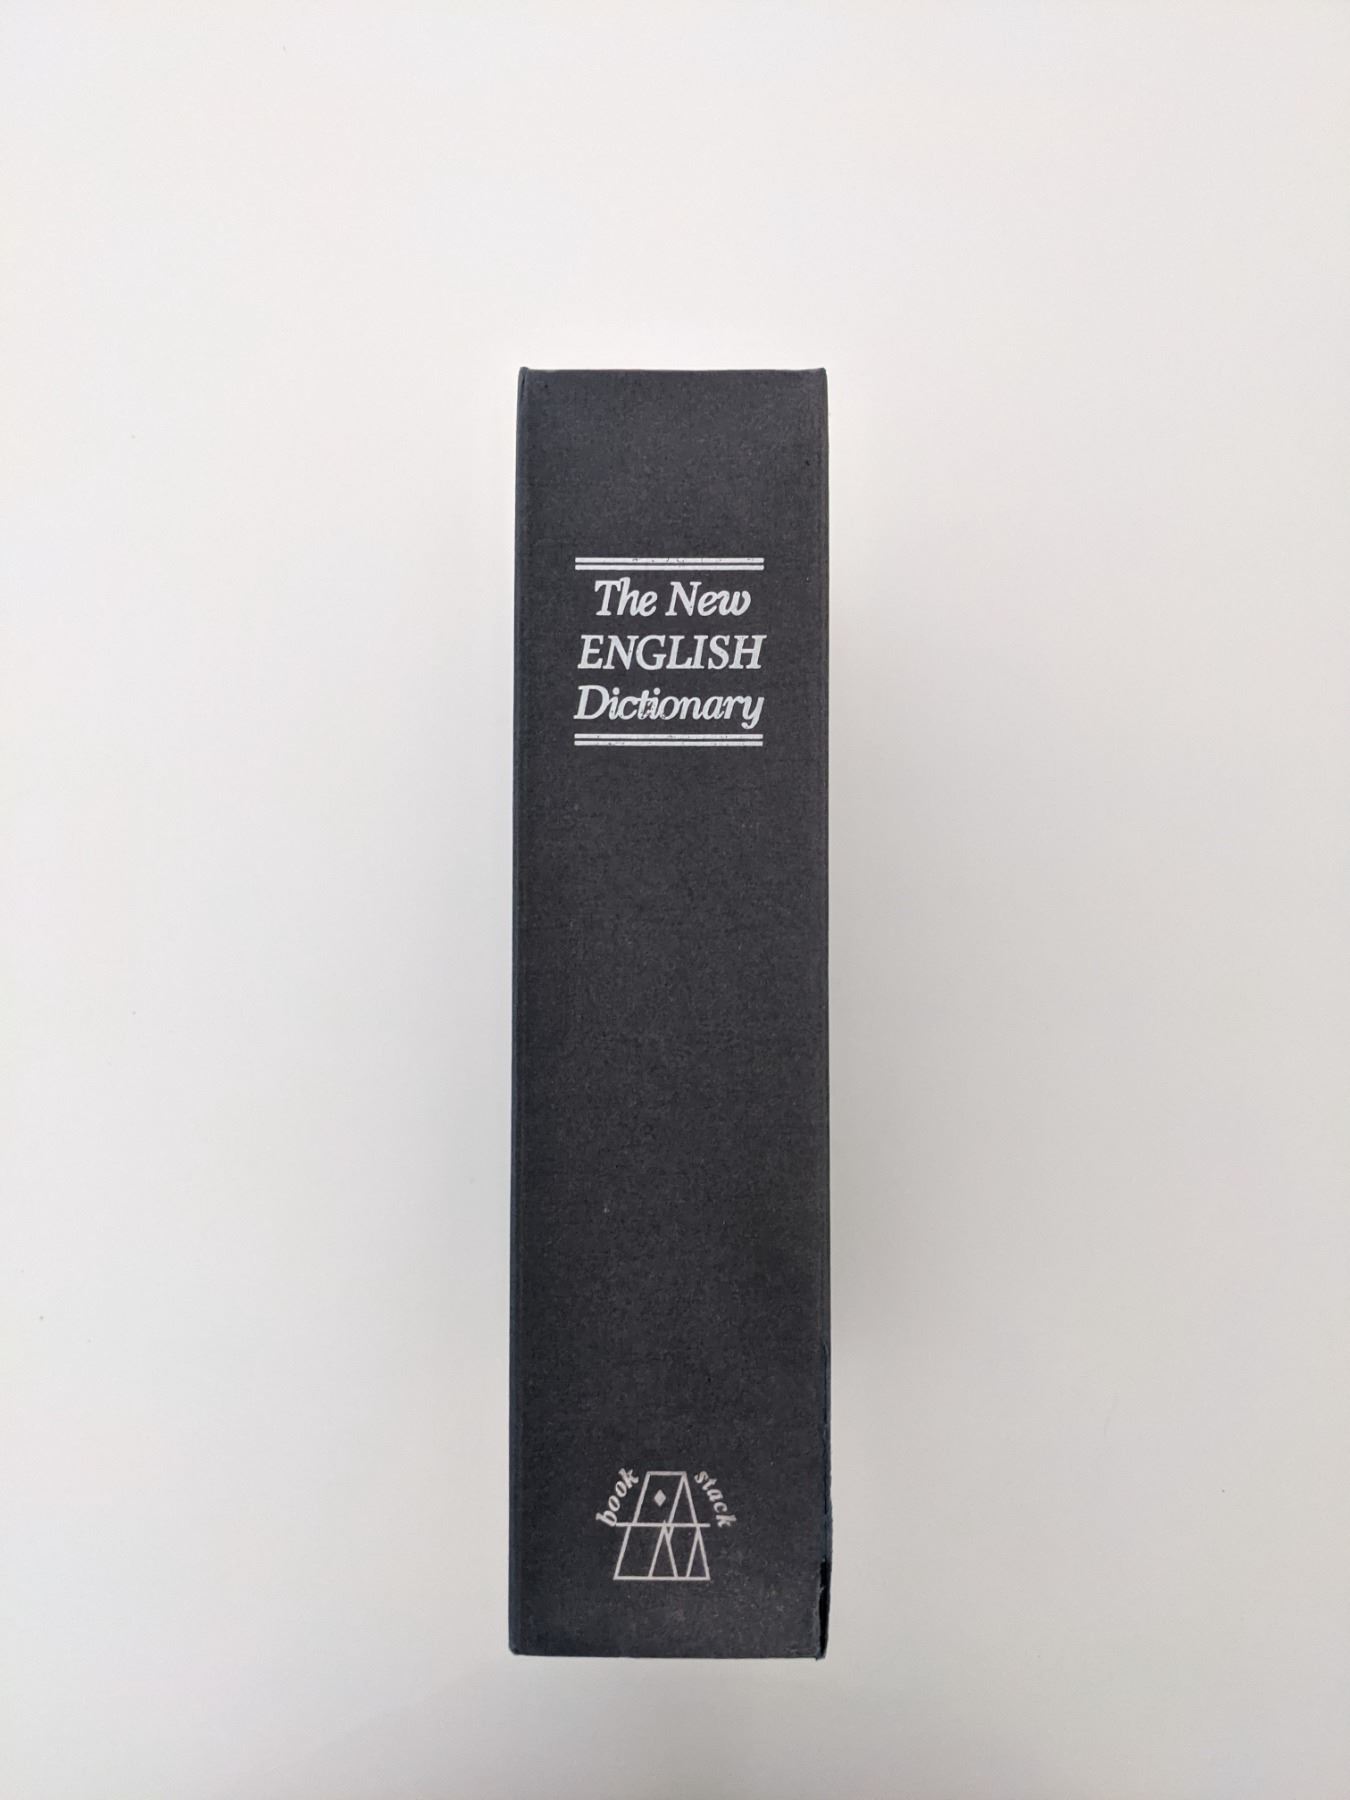 The New
ENGLISH
Dictionary
book stack